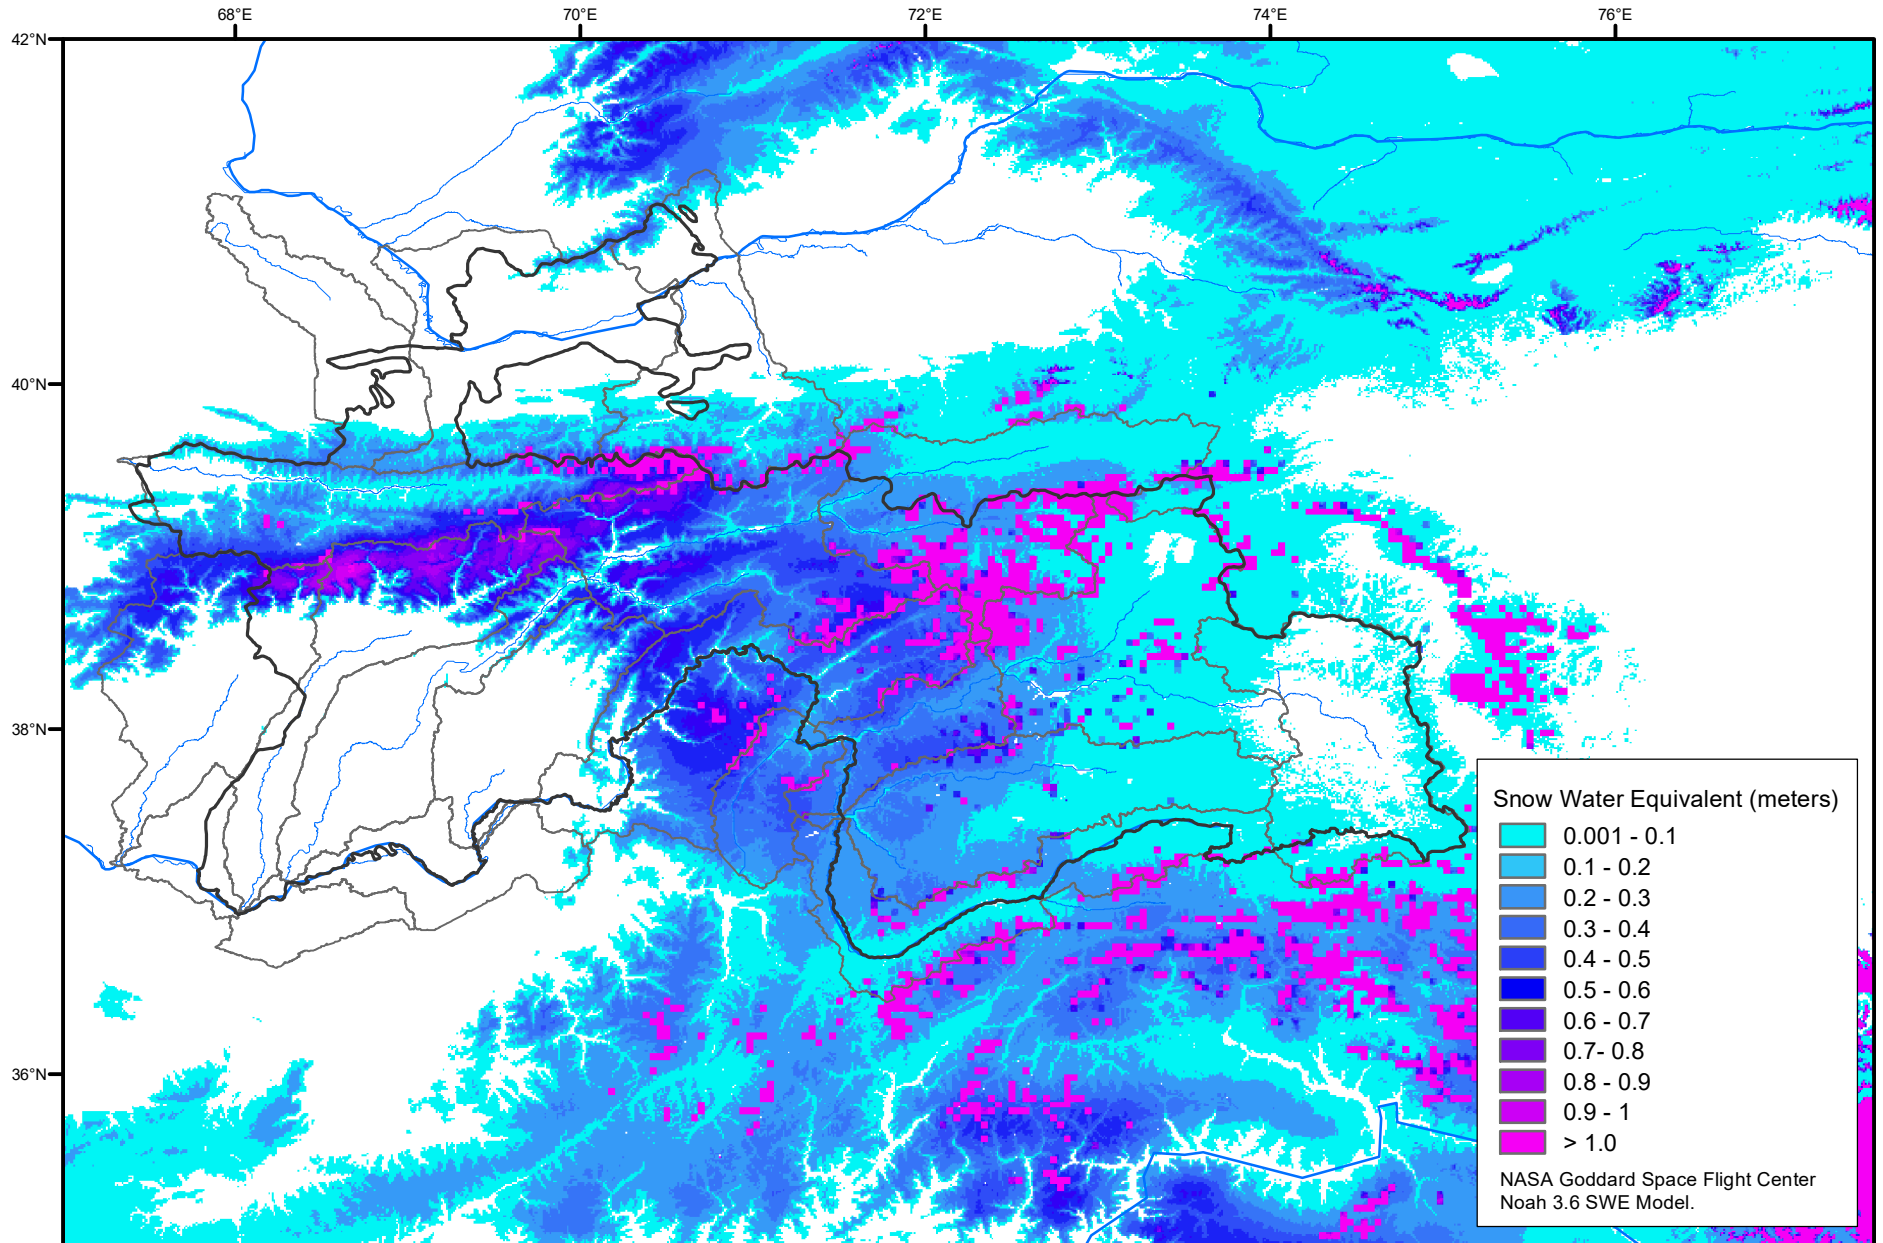 68°E
70°E
72°E
74°E
76°E
42°N
40°N
38°N
36°N
Snow Water Equivalent (meters)
0.001 - 0.1
0.1 - 0.2
0.2 - 0.3
0.3 - 0.4
0.4 - 0.5
0.5 - 0.6
0.6 - 0.7
0.7- 0.8
0.8 - 0.9
0.9 - 1
> 1.0
NASA Goddard Space Flight Center
Noah 3.6 SWE Model.